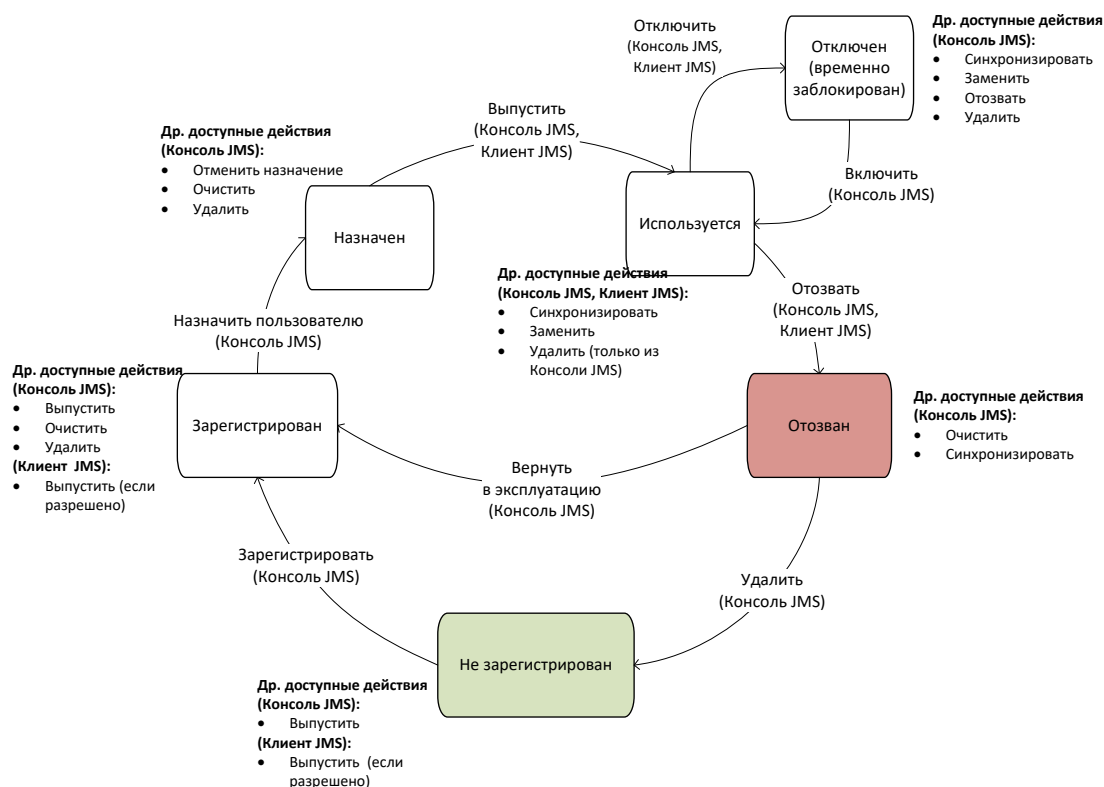 Отключить
(Консоль JMS,
Клиент JMS)
Отключен
(временно
заблокирован)
Др. доступные действия
(Консоль JMS):
• Синхронизировать
• Заменить
• Отозвать
• Удалить
Выпустить
(Консоль JMS,
Клиент JMS)
Др. доступные действия
(Консоль JMS):
• Отменить назначение
• Очистить
• Удалить
Включить
(Консоль JMS)
Назначен
Используется
Др. доступные действия
(Консоль JMS, Клиент JMS):
• Синхронизировать
• Заменить
• Удалить (только из
Консоли JMS)
Отозвать
(Консоль JMS,
Клиент JMS)
Назначить пользователю
(Консоль JMS)
Др. доступные действия
(Консоль JMS):
• Выпустить
• Очистить
• Удалить
(Клиент JMS):
• Выпустить (если
разрешено)
Зарегистрирован
Отозван
Др. доступные действия
(Консоль JMS):
• Очистить
• Синхронизировать
Вернуть
в эксплуатацию
(Консоль JMS)
Зарегистрировать
(Консоль JMS)
Удалить
(Консоль JMS)
Не зарегистрирован
Др. доступные действия
(Консоль JMS):
• Выпустить
(Клиент JMS):
• Выпустить (если
разрешено)